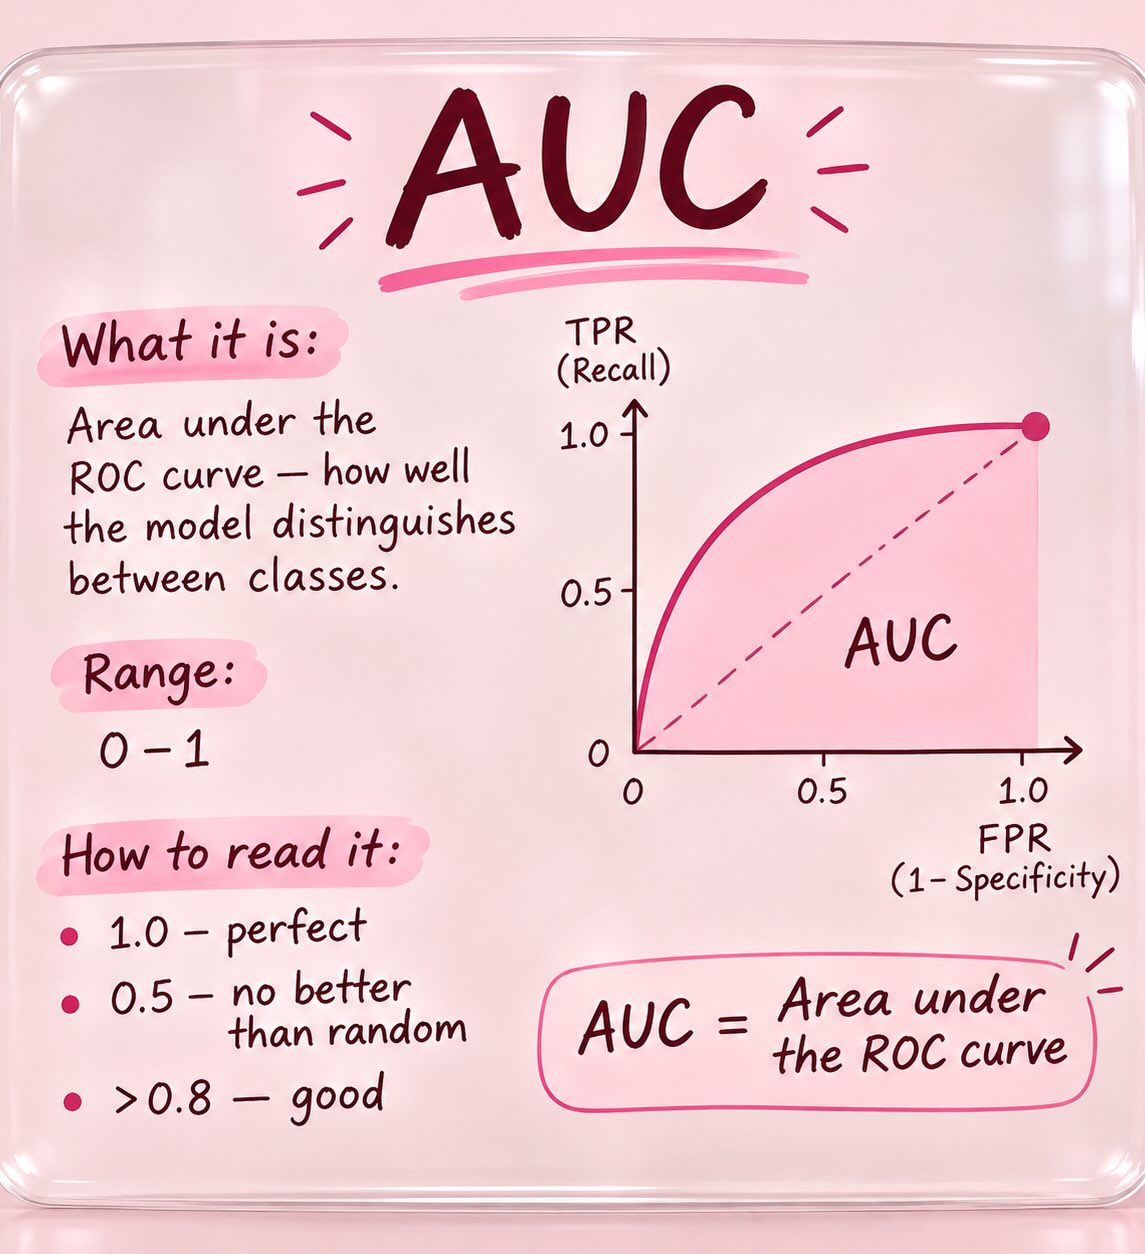 AUC
What it is:
Area under the
ROC curve – how well
the model distinguishes
between classes.
Range:
0 – 1
How to read it:
• 1.0 – perfect
• 0.5 – no better
than random
• >0.8 – good
TPR
(Recall)
1.0
0.5
0
AUC
0
0.5
1.0
FPR
(1– Specificity)
AUC = Area under
the ROC curve